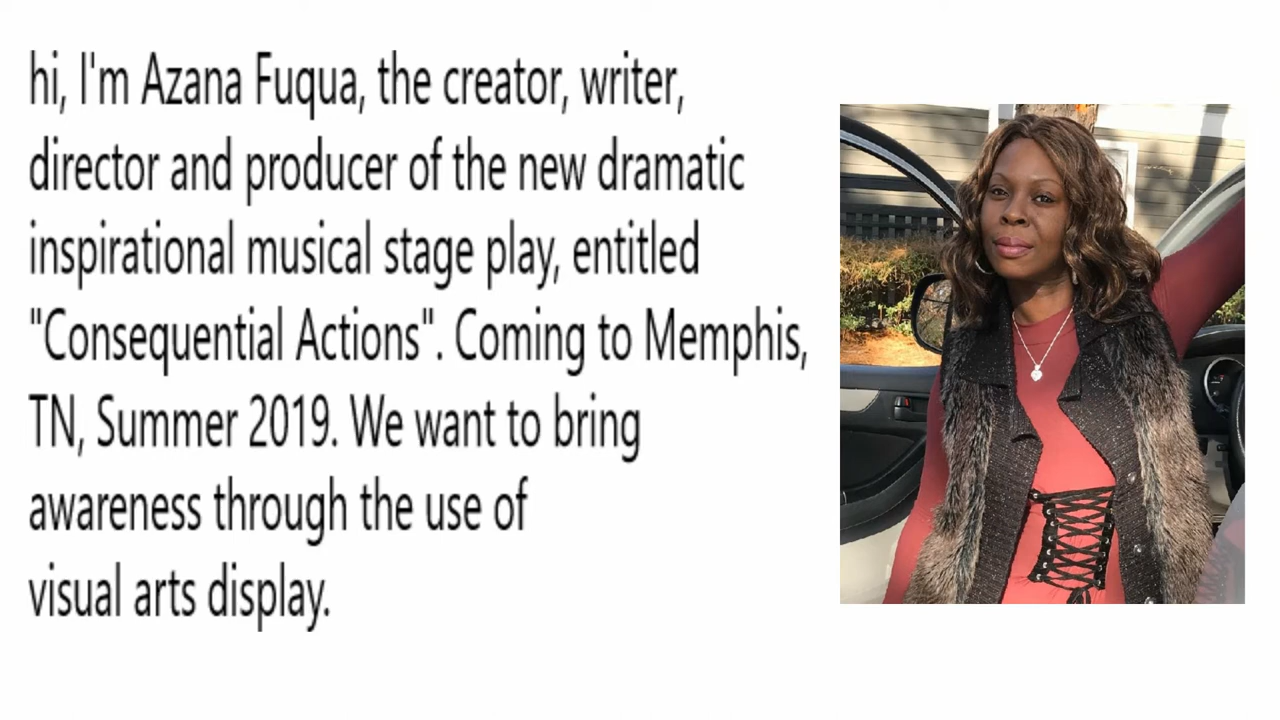 hi, I'm Azana Fuqua, the creator, writer,
director and producer of the new dramatic
inspirational musical stage play, entitled
"Consequential Actions". Coming to Memphis,
TN, Summer 2019. We want to bring
awareness through the use of
visual arts display.